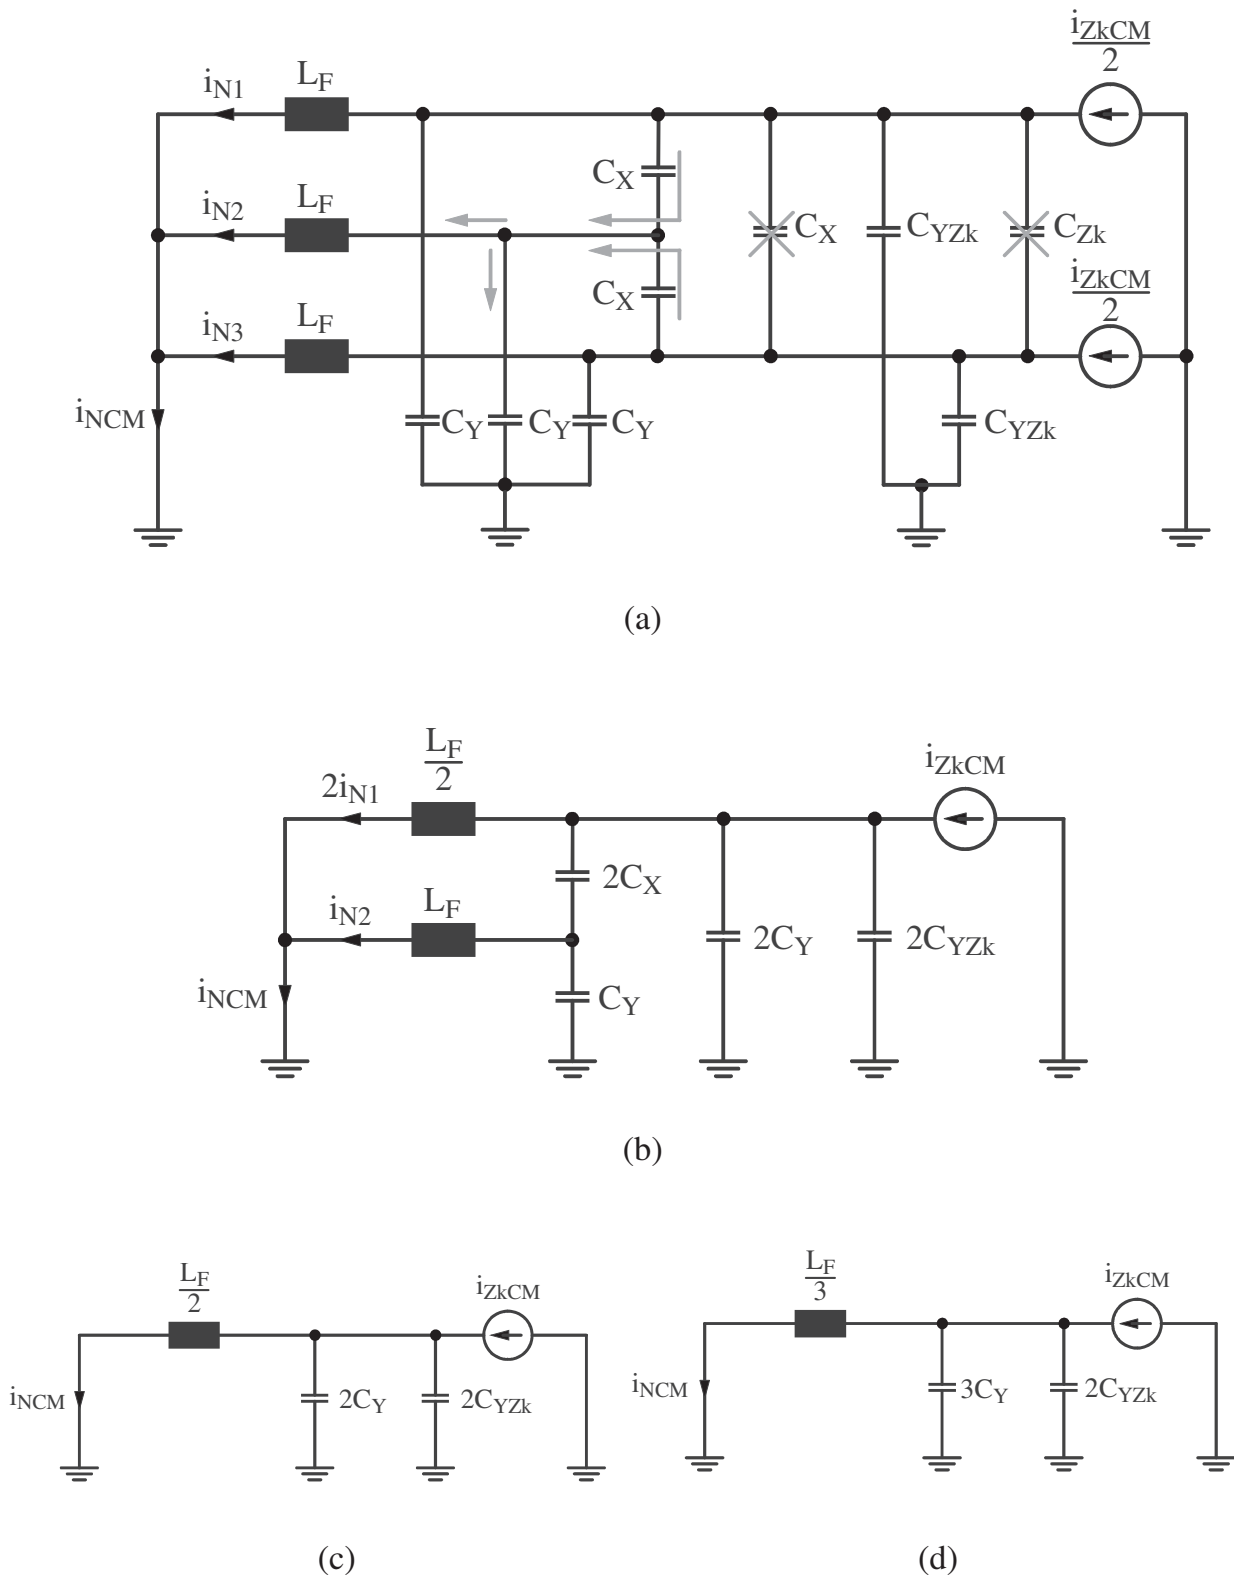 i_ZkCM
2
i_N1
L_F
C_X
i_N2
L_F
C_X
C_YZk
C_Zk
i_ZkCM
2
C_X
i_N3
L_F
i_NCM
C_Y
C_Y
C_Y
C_YZk
(a)
L_F
2
2i_N1
i_ZkCM
2C_X
i_N2
L_F
2C_Y
2C_YZk
i_NCM
C_Y
(b)
L_F
2
i_ZkCM
i_NCM
2C_Y
2C_YZk
L_F
3
i_ZkCM
i_NCM
3C_Y
2C_YZk
(c)
(d)